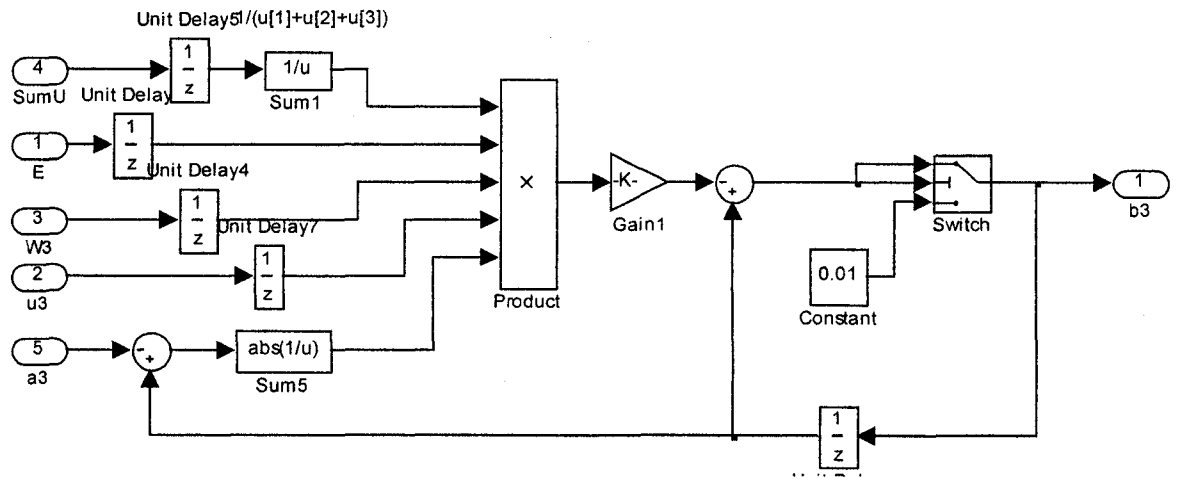 Unit Delay5
1/(u[1]+u[2]+u[3])
4
SumU
1
z
1/u
Sum1
Unit Delay
1
E
1
z
Unit Delay4
3
W3
1
z
Unit Delay7
2
u3
1
z
5
a3
-
+
abs(1/u)
Sum5
×
Product
-K-
Gain1
-
+
Switch
0.01
Constant
1
b3
1
z